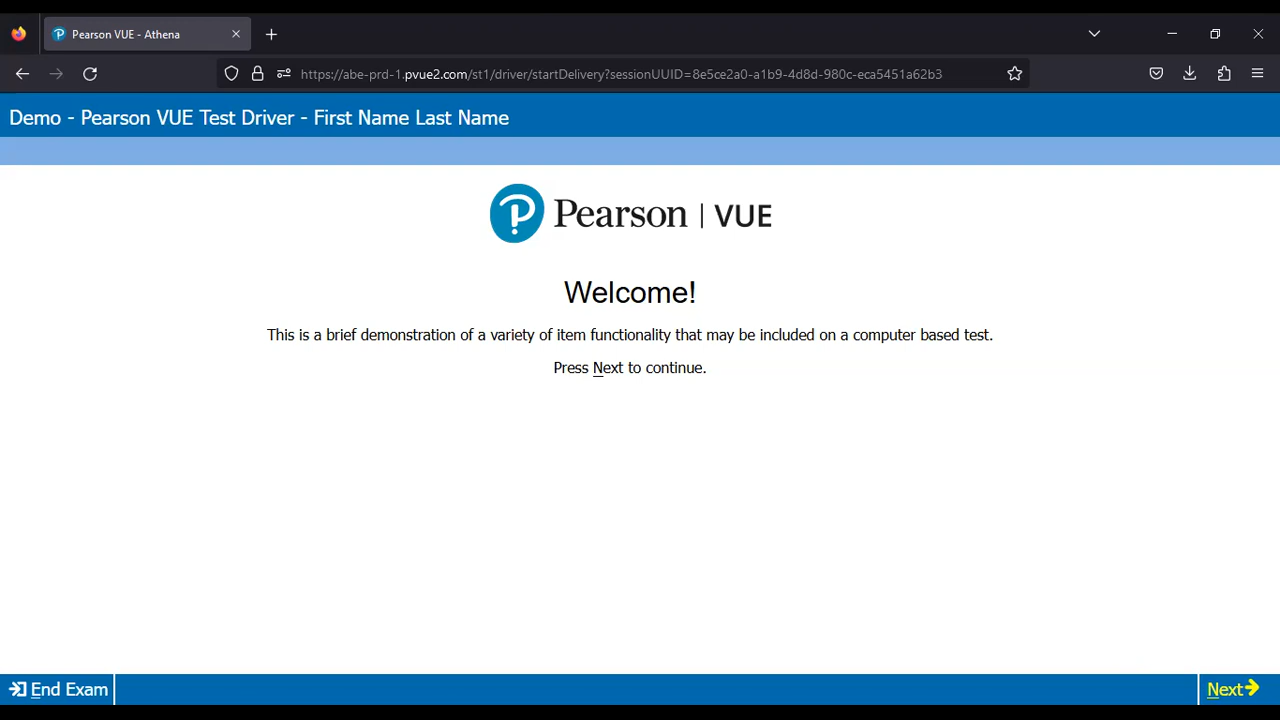 Pearson VUE - Athena
https://abe-prd-1.pvue2.com/st1/driver/startDelivery?sessionUUID=8e5ce2a0-a1b9-4d8d-980c-eca5451a62b3
Demo - Pearson VUE Test Driver - First Name Last Name
Pearson | VUE
Welcome!
This is a brief demonstration of a variety of item functionality that may be included on a computer based test.
Press Next to continue.
End Exam
Next